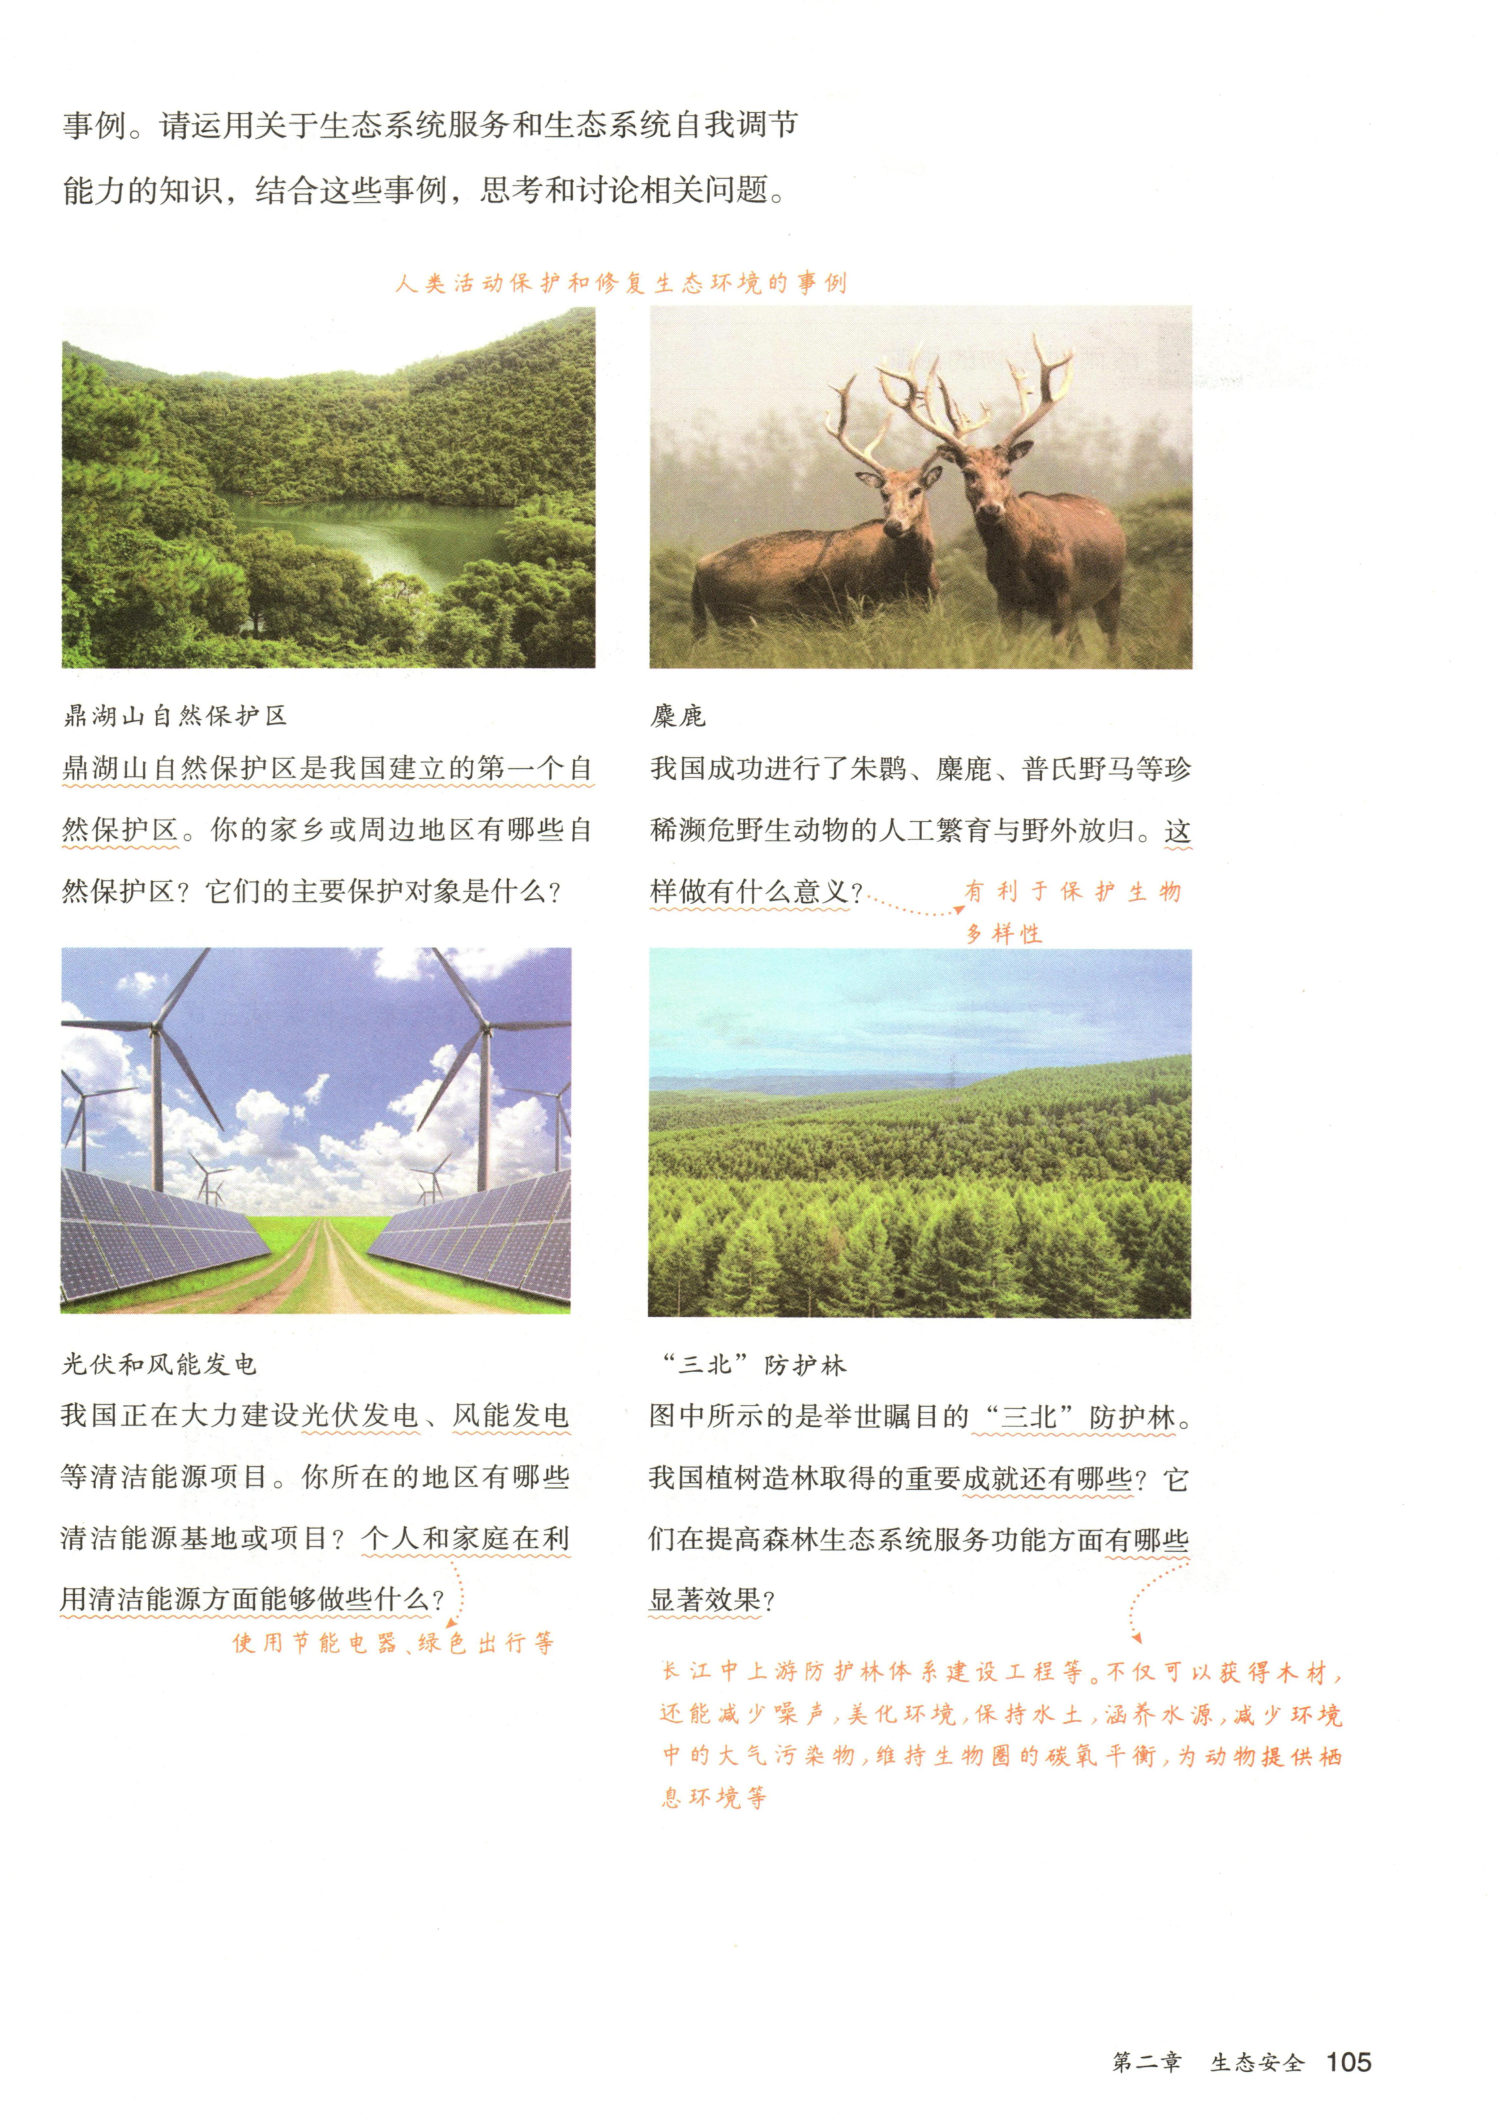 事例。请运用关于生态系统服务和生态系统自我调节
能力的知识，结合这些事例，思考和讨论相关问题。
人类活动保护和修复生态环境的事例
鼎湖山自然保护区
鼎湖山自然保护区是我国建立的第一个自
然保护区。你的家乡或周边地区有哪些自
然保护区？它们的主要保护对象是什么？
麋鹿
我国成功进行了朱鹮、麋鹿、普氏野马等珍
稀濒危野生动物的人工繁育与野外放归。这
样做有什么意义？
有利于保护生物
多样性
光伏和风能发电
我国正在大力建设光伏发电、风能发电
等清洁能源项目。你所在的地区有哪些
清洁能源基地或项目？个人和家庭在利
用清洁能源方面能够做些什么？
使用节能电器、绿色出行等
“三北”防护林
图中所示的是举世瞩目的“三北”防护林。
我国植树造林取得的重要成就还有哪些？它
们在提高森林生态系统服务功能方面有哪些
显著效果？
长江中上游防护林体系建设工程等。不仅可以获得木材，
还能减少噪声，美化环境，保持水土，涵养水源，减少环境
中的大气污染物，维持生物圈的碳氧平衡，为动物提供栖
息环境等
第二章 生态安全 105